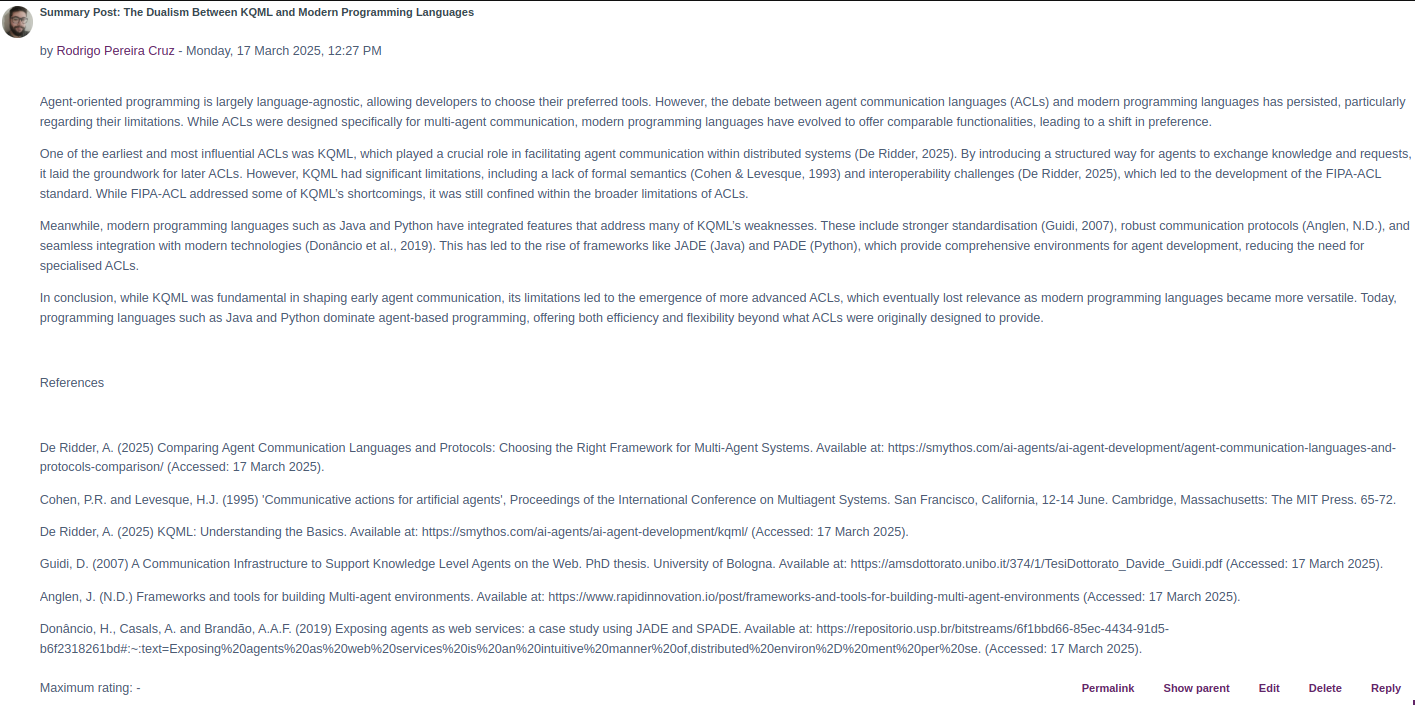 Summary Post: The Dualism Between KQML and Modern Programming Languages
by Rodrigo Pereira Cruz - Monday, 17 March 2025, 12:27 PM
Agent-oriented programming is largely language-agnostic, allowing developers to choose their preferred tools. However, the debate between agent communication languages (ACLs) and modern programming languages has persisted, particularly
regarding their limitations. While ACLs were designed specifically for multi-agent communication, modern programming languages have evolved to offer comparable functionalities, leading to a shift in preference.
One of the earliest and most influential ACLs was KQML, which played a crucial role in facilitating agent communication within distributed systems (De Ridder, 2025). By introducing a structured way for agents to exchange knowledge and requests,
it laid the groundwork for later ACLs. However, KQML had significant limitations, including a lack of formal semantics (Cohen & Levesque, 1993) and interoperability challenges (De Ridder, 2025), which led to the development of the FIPA-ACL
standard. While FIPA-ACL addressed some of KQML's shortcomings, it was still confined within the broader limitations of ACLs.
Meanwhile, modern programming languages such as Java and Python have integrated features that address many of KQML's weaknesses. These include stronger standardisation (Guidi, 2007), robust communication protocols (Anglen, N.D.), and
seamless integration with modern technologies (Donâncio et al., 2019). This has led to the rise of frameworks like JADE (Java) and PADE (Python), which provide comprehensive environments for agent development, reducing the need for
specialised ACLs.
In conclusion, while KQML was fundamental in shaping early agent communication, its limitations led to the emergence of more advanced ACLs, which eventually lost relevance as modern programming languages became more versatile. Today,
programming languages such as Java and Python dominate agent-based programming, offering both efficiency and flexibility beyond what ACLs were originally designed to provide.
References
De Ridder, A. (2025) Comparing Agent Communication Languages and Protocols: Choosing the Right Framework for Multi-Agent Systems. Available at: https://smythos.com/ai-agents/ai-agent-development/agent-communication-languages-and-
protocols-comparison/ (Accessed: 17 March 2025).
Cohen, P.R. and Levesque, H.J. (1995) 'Communicative actions for artificial agents', Proceedings of the International Conference on Multiagent Systems. San Francisco, California, 12-14 June. Cambridge, Massachusetts: The MIT Press. 65-72.
De Ridder, A. (2025) KQML: Understanding the Basics. Available at: https://smythos.com/ai-agents/ai-agent-development/kqml/ (Accessed: 17 March 2025).
Guidi, D. (2007) A Communication Infrastructure to Support Knowledge Level Agents on the Web. PhD thesis. University of Bologna. Available at: https://amsdottorato.unibo.it/374/1/TesiDottorato_Davide_Guidi.pdf (Accessed: 17 March 2025).
Anglen, J. (N.D.) Frameworks and tools for building Multi-agent environments. Available at: https://www.rapidinnovation.io/post/frameworks-and-tools-for-building-multi-agent-environments (Accessed: 17 March 2025).
Donâncio, H., Casals, A. and Brandão, A.A.F. (2019) Exposing agents as web services: a case study using JADE and SPADE. Available at: https://repositorio.usp.br/bitstreams/6f1bbd66-85ec-4434-91d5-
b6f2318261bd#:~:text=Exposing%20agents%20as%20web%20services%20is%20an%20intuitive%20manner%20of,distributed%20environ%2D%20ment%20per%20se. (Accessed: 17 March 2025).
Maximum rating: -
Permalink Show parent Edit Delete Reply